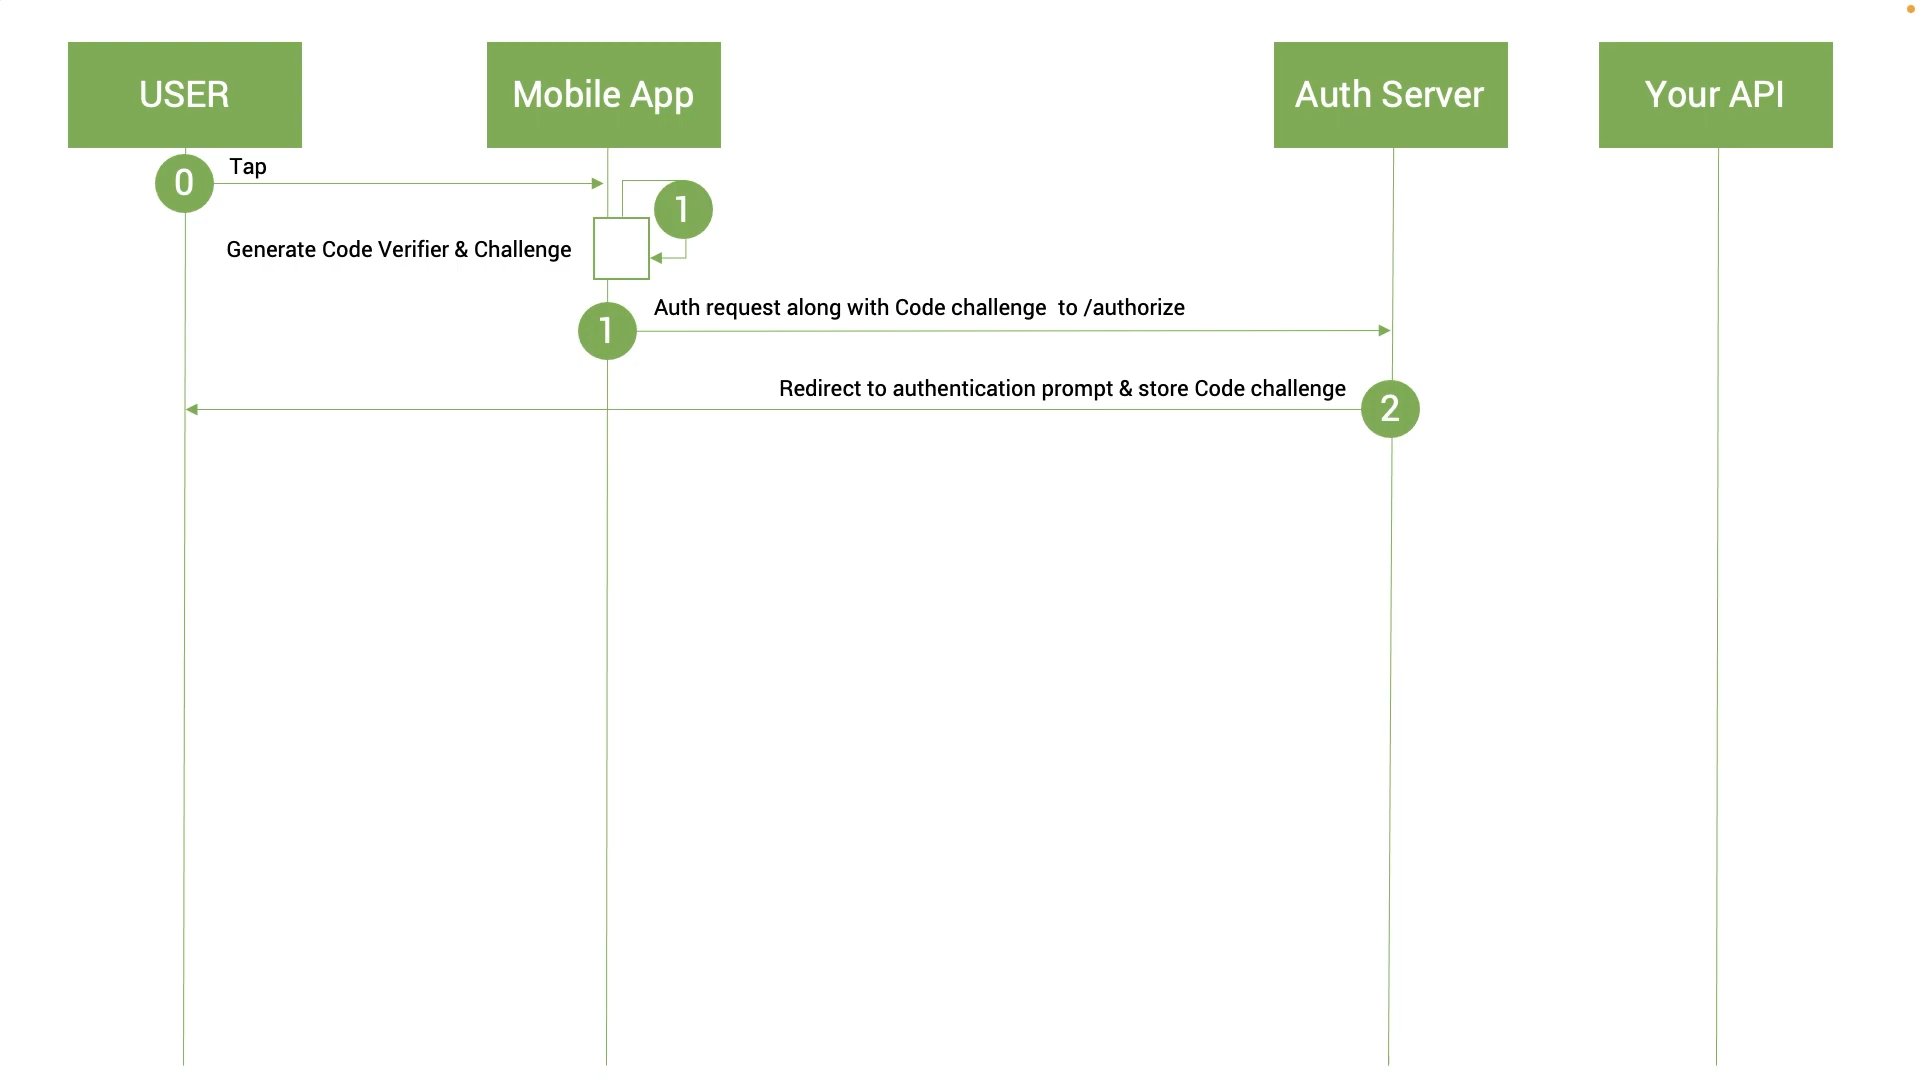 USER
Mobile App
Auth Server
Your API
0
Tap
1
Generate Code Verifier & Challenge
1
Auth request along with Code challenge  to /authorize
Redirect to authentication prompt & store Code challenge
2